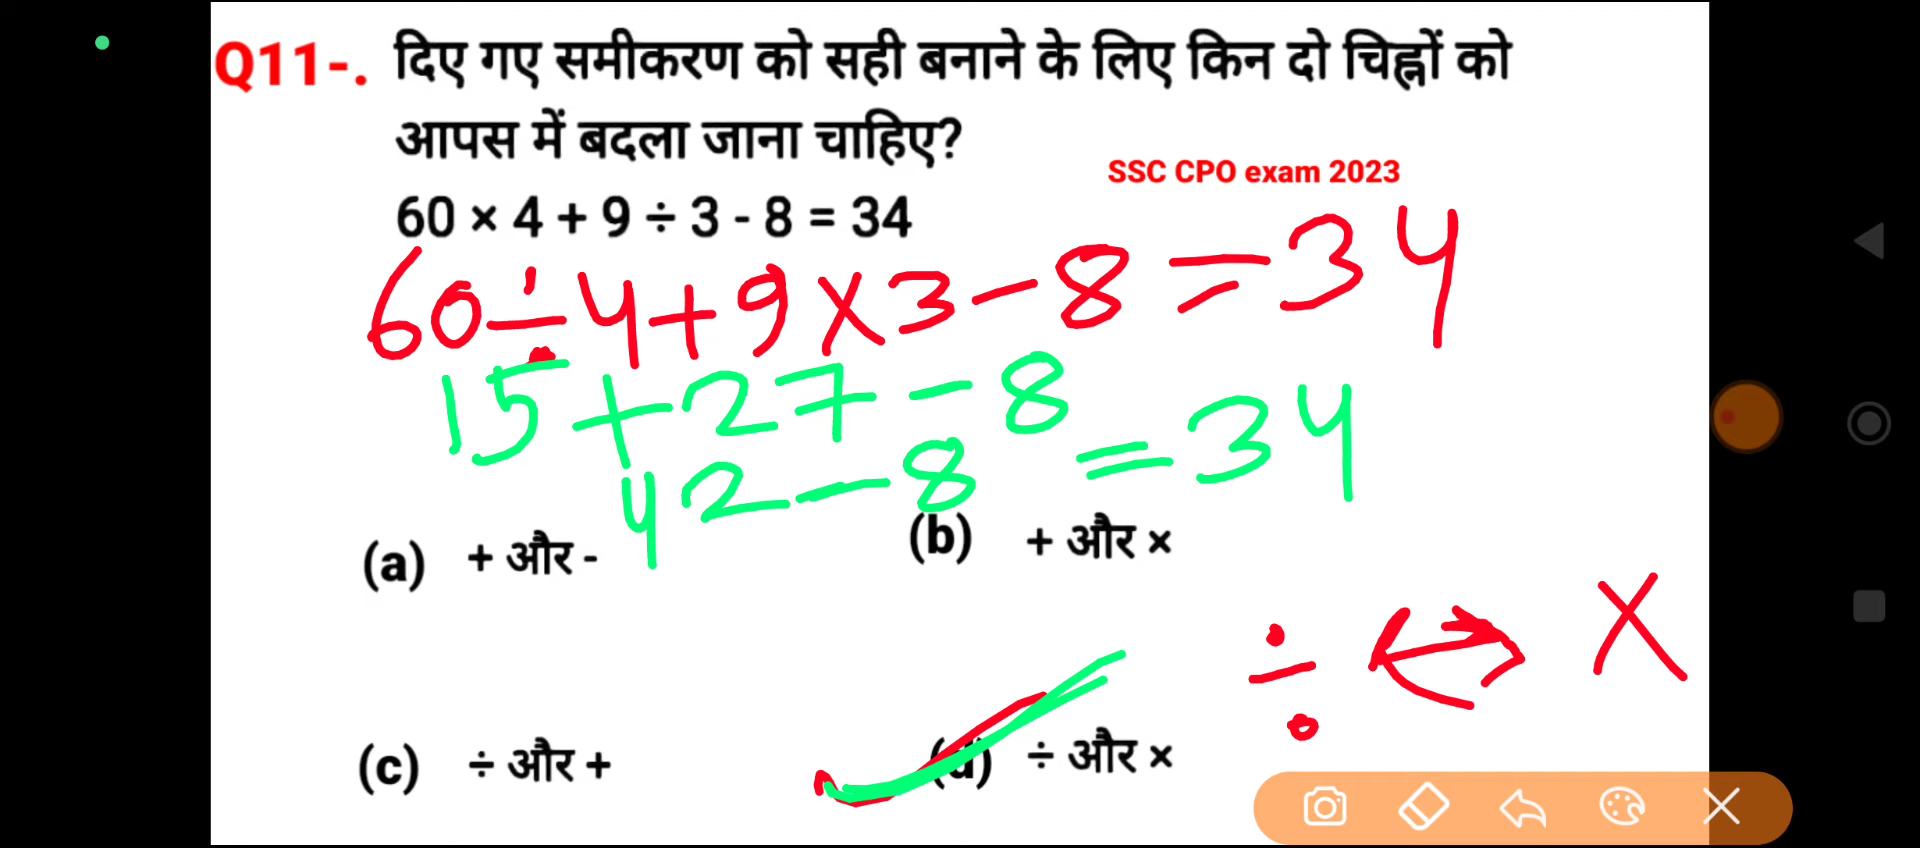 Q11-. दिए गए समीकरण को सही बनाने के लिए किन दो चिह्नों को
आपस में बदला जाना चाहिए?
SSC CPO exam 2023
60 × 4 + 9 ÷ 3 - 8 = 34
60 ÷ 4 + 9 × 3 - 8 = 34
15 + 27 - 8
42 - 8 = 34
(a) + और -
(b) + और ×
÷ ↔ ×
(c) ÷ और +
(d) ÷ और ×